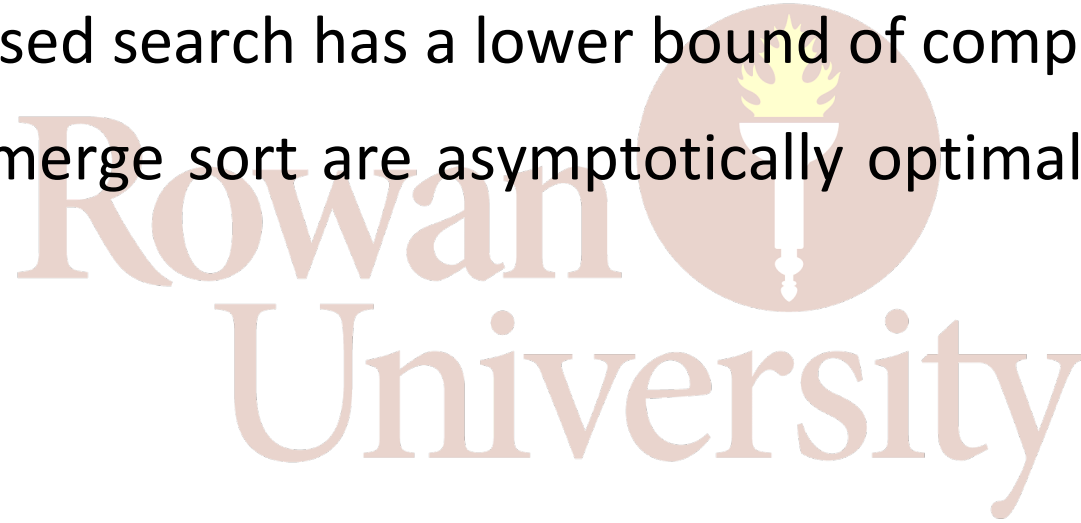 sed search has a lower bound of comp
merge sort are asymptotically optimal
Rowan
University